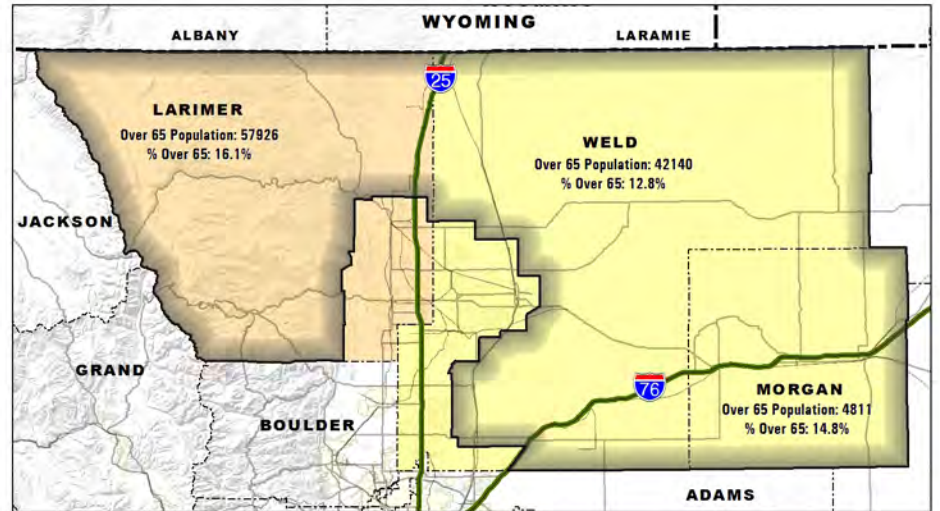 WYOMING
ALBANY
LARAMIE
25
LARIMER
Over 65 Population: 57926
% Over 65: 16.1%
WELD
Over 65 Population: 42140
% Over 65: 12.8%
JACKSON
GRAND
76
MORGAN
Over 65 Population: 4811
% Over 65: 14.8%
BOULDER
ADAMS